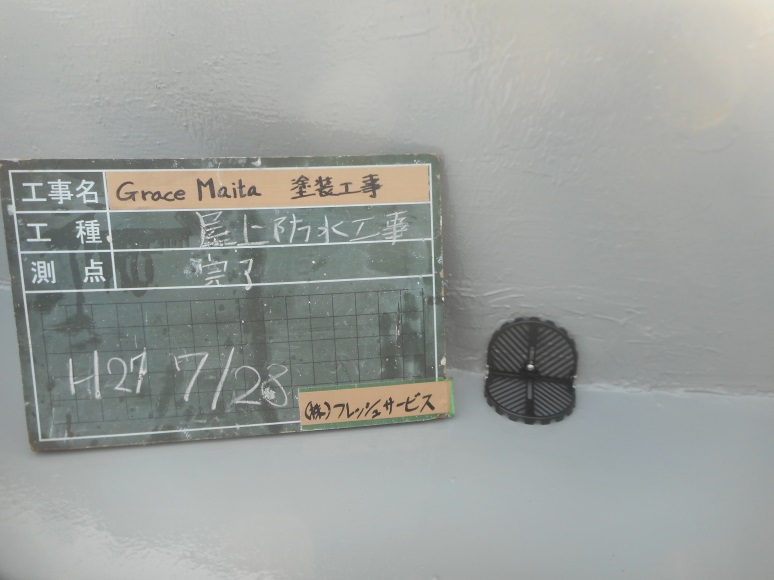 工事名 Grace Maita 塗装工事
工種 屋上防水工事
測点 完了
H27 7/28
(株)フレッシュサービス